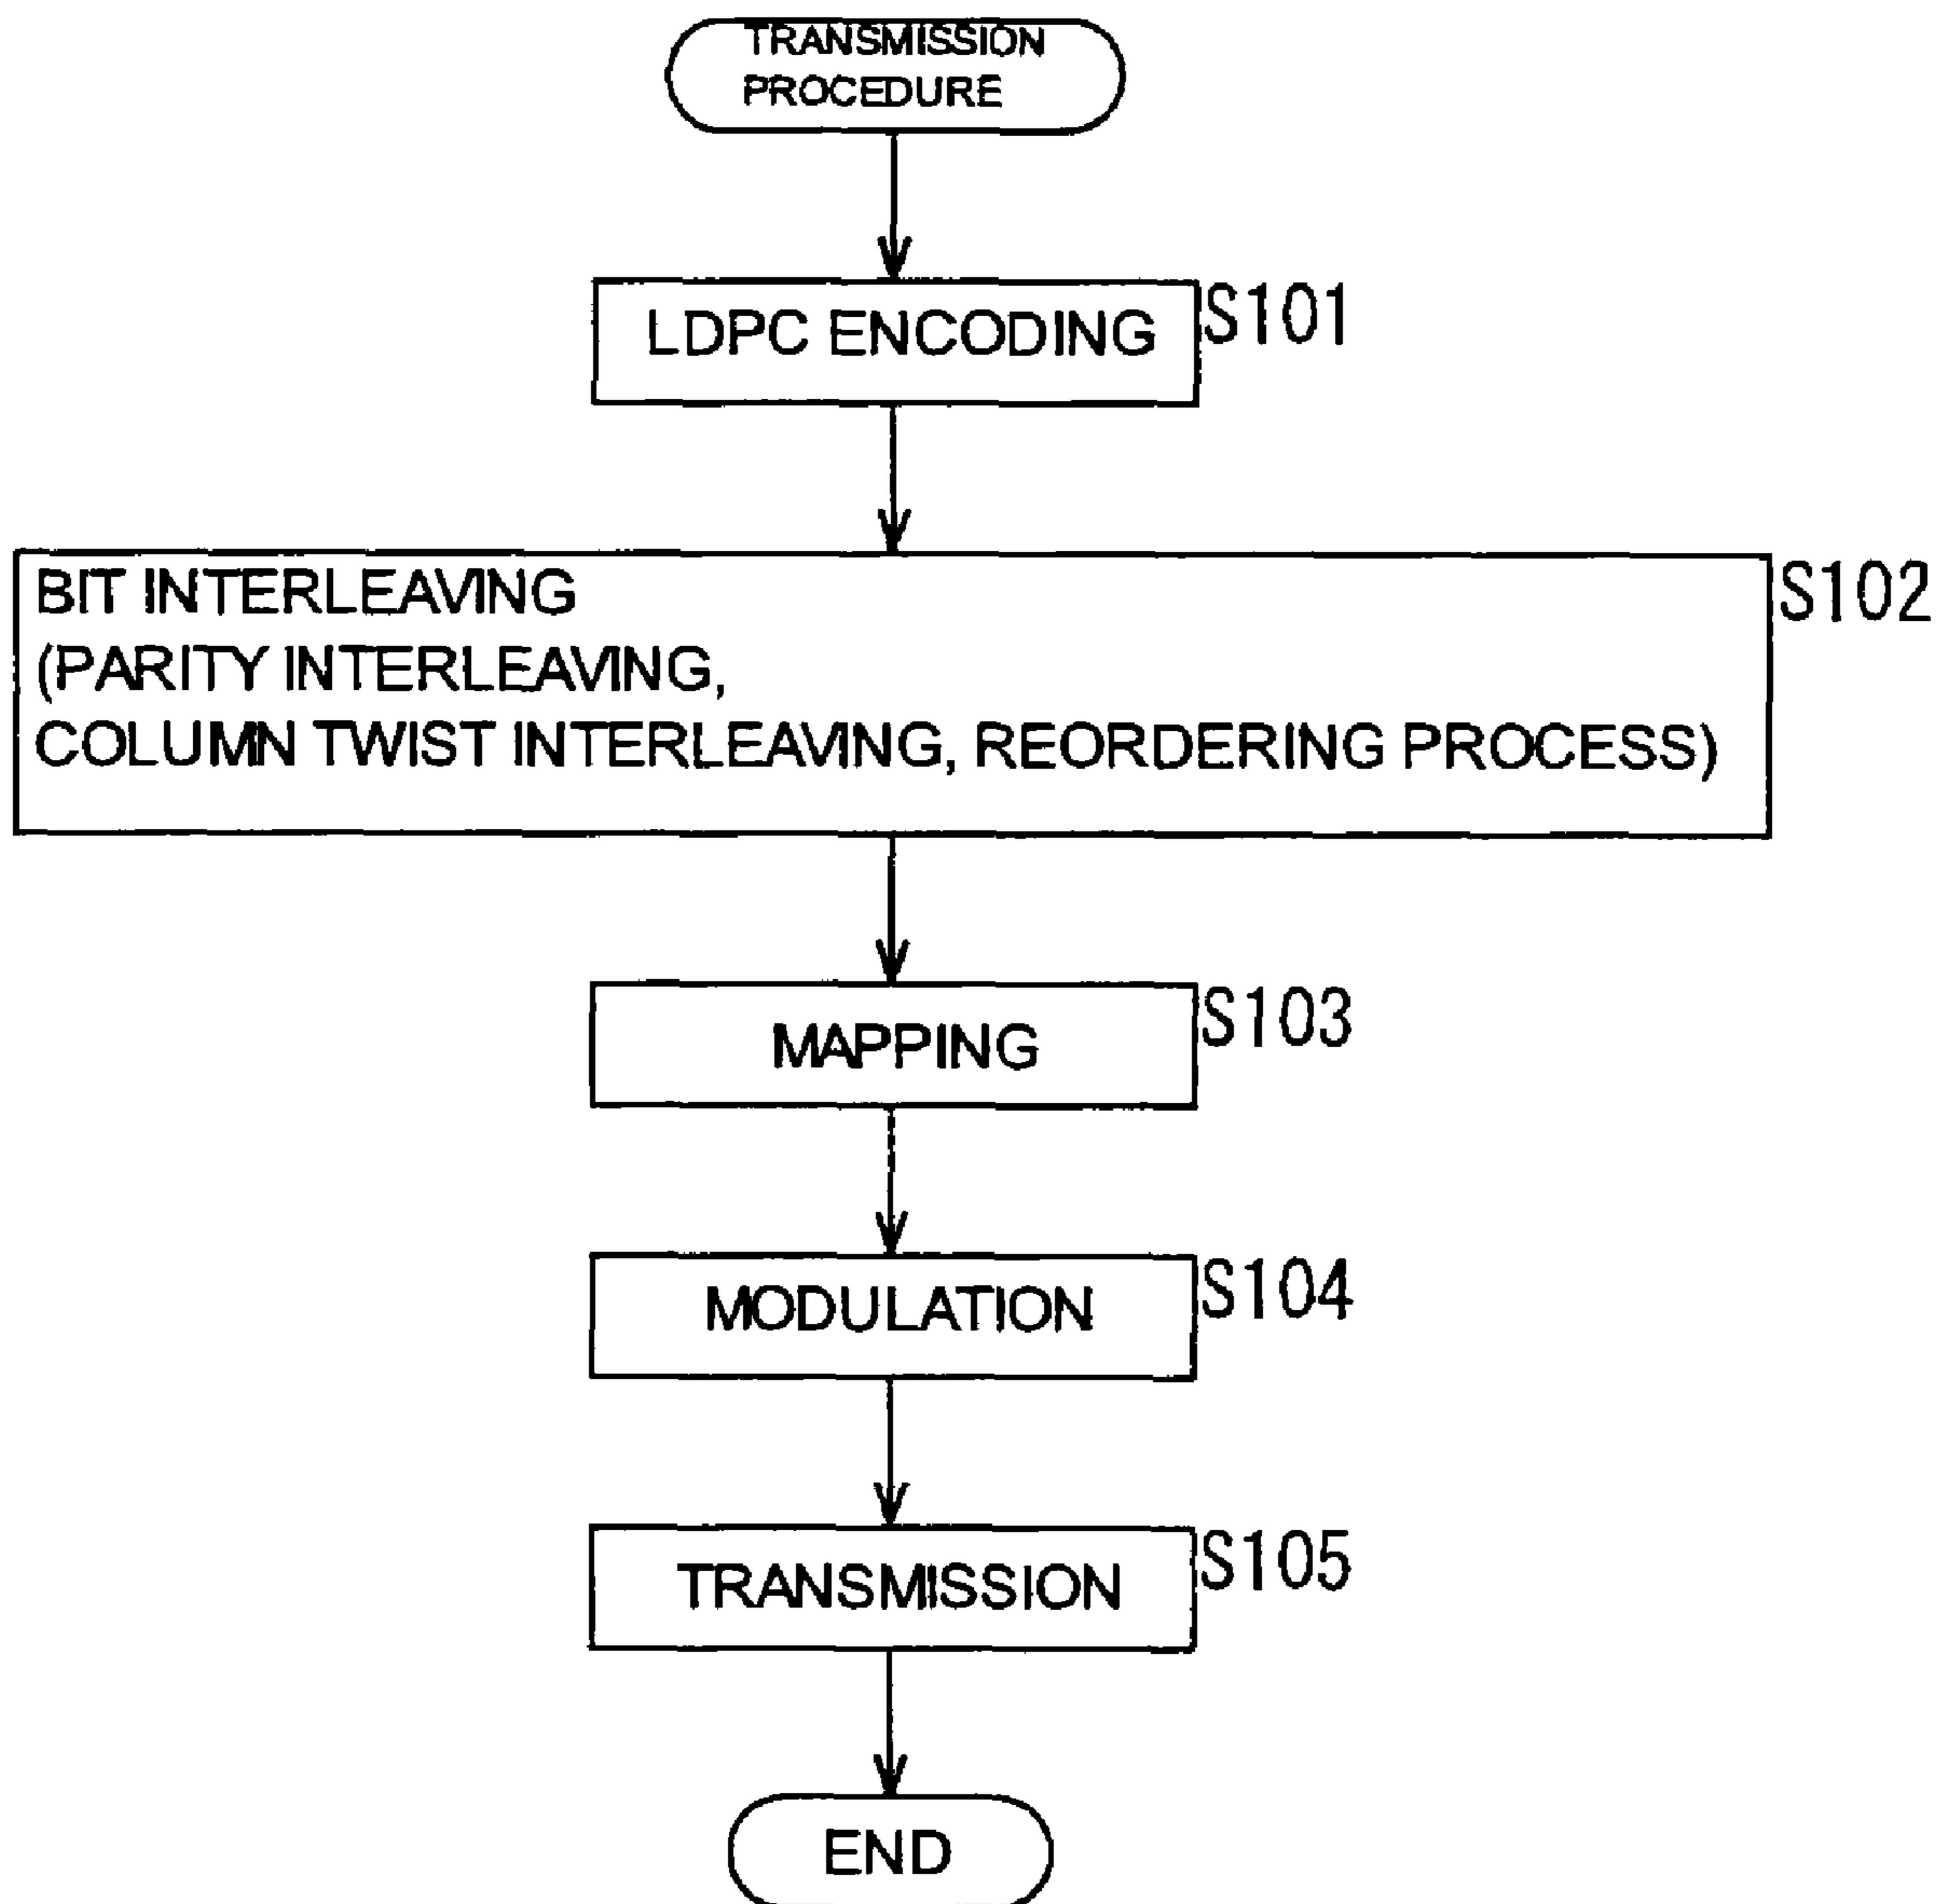 TRANSMISSION
PROCEDURE
LDPC ENCODING
S101
BIT INTERLEAVING
(PARITY INTERLEAVING,
COLUMN TWIST INTERLEAVING, REORDERING PROCESS)
S102
MAPPING
S103
MODULATION
S104
TRANSMISSION
S105
END